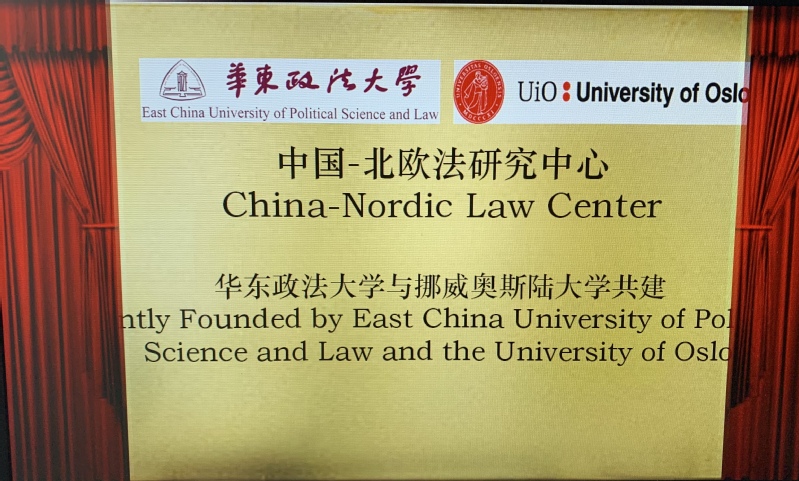 華東政法大學
East China University of Political Science and Law
UNIVERSITAS OSLOENSIS
MDCCCXI
UiO: University of Oslo
中国-北欧法研究中心
China-Nordic Law Center
华东政法大学与挪威奥斯陆大学共建
ntly Founded by East China University of Pol
Science and Law and the University of Oslo